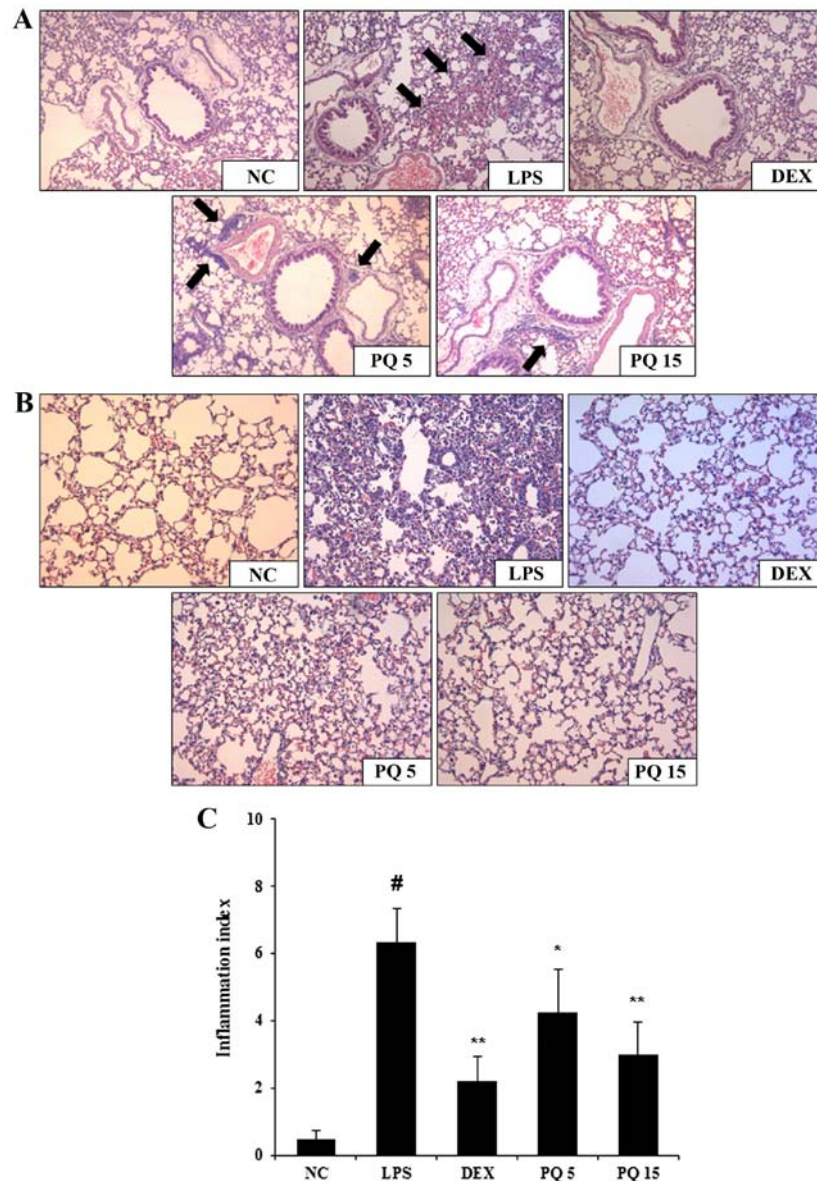 A
NC
LPS
DEX
PQ 5
PQ 15
B
NC
LPS
DEX
PQ 5
PQ 15
C
Inflammation index
10
8
6
4
2
0
#
**
*
**
NC LPS DEX PQ 5 PQ 15